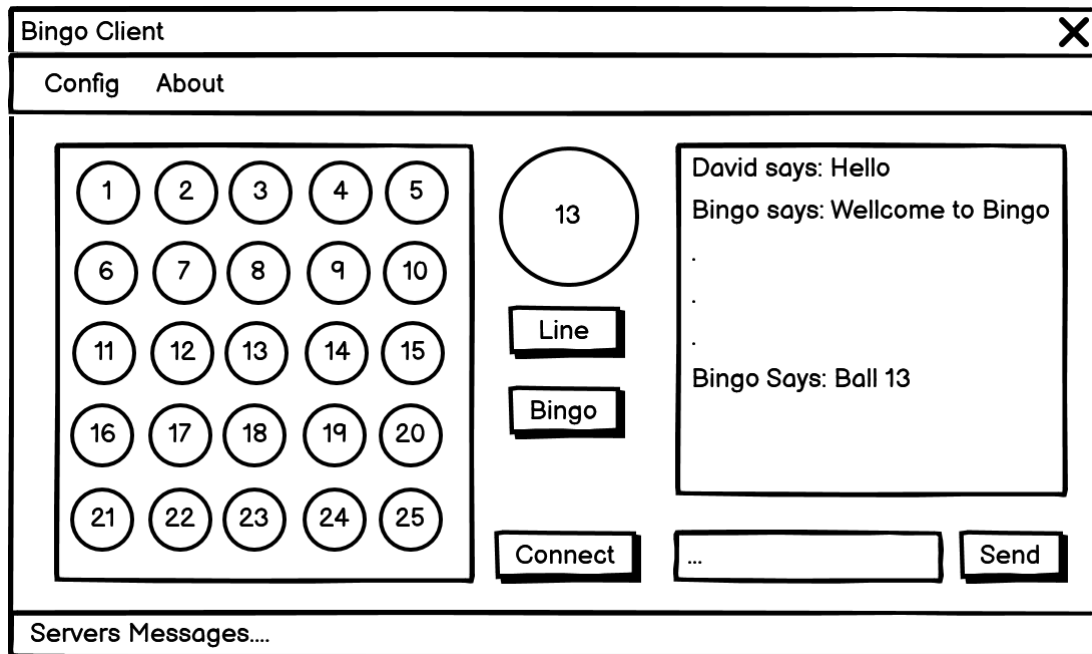 Bingo Client
Config About
1 2 3 4 5
6 7 8 9 10
11 12 13 14 15
16 17 18 19 20
21 22 23 24 25
13
Line
Bingo
Connect
David says: Hello
Bingo says: Wellcome to Bingo
.
.
.
Bingo Says: Ball 13
...
Send
Servers Messages....